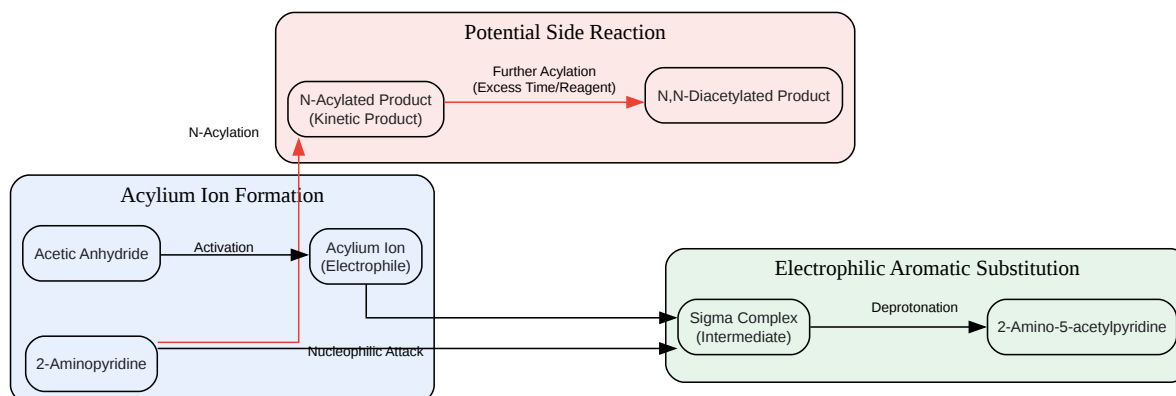 Potential Side Reaction
Further Acylation
(Excess Time/Reagent)
N-Acylated Product
(Kinetic Product)
N,N-Diacetylated Product
N-Acylation
Acylium Ion Formation
Acetic Anhydride
Activation
Acylium Ion
(Electrophile)
2-Aminopyridine
Nucleophilic Attack
Electrophilic Aromatic Substitution
Sigma Complex
(Intermediate)
Deprotonation
2-Amino-5-acetylpyridine